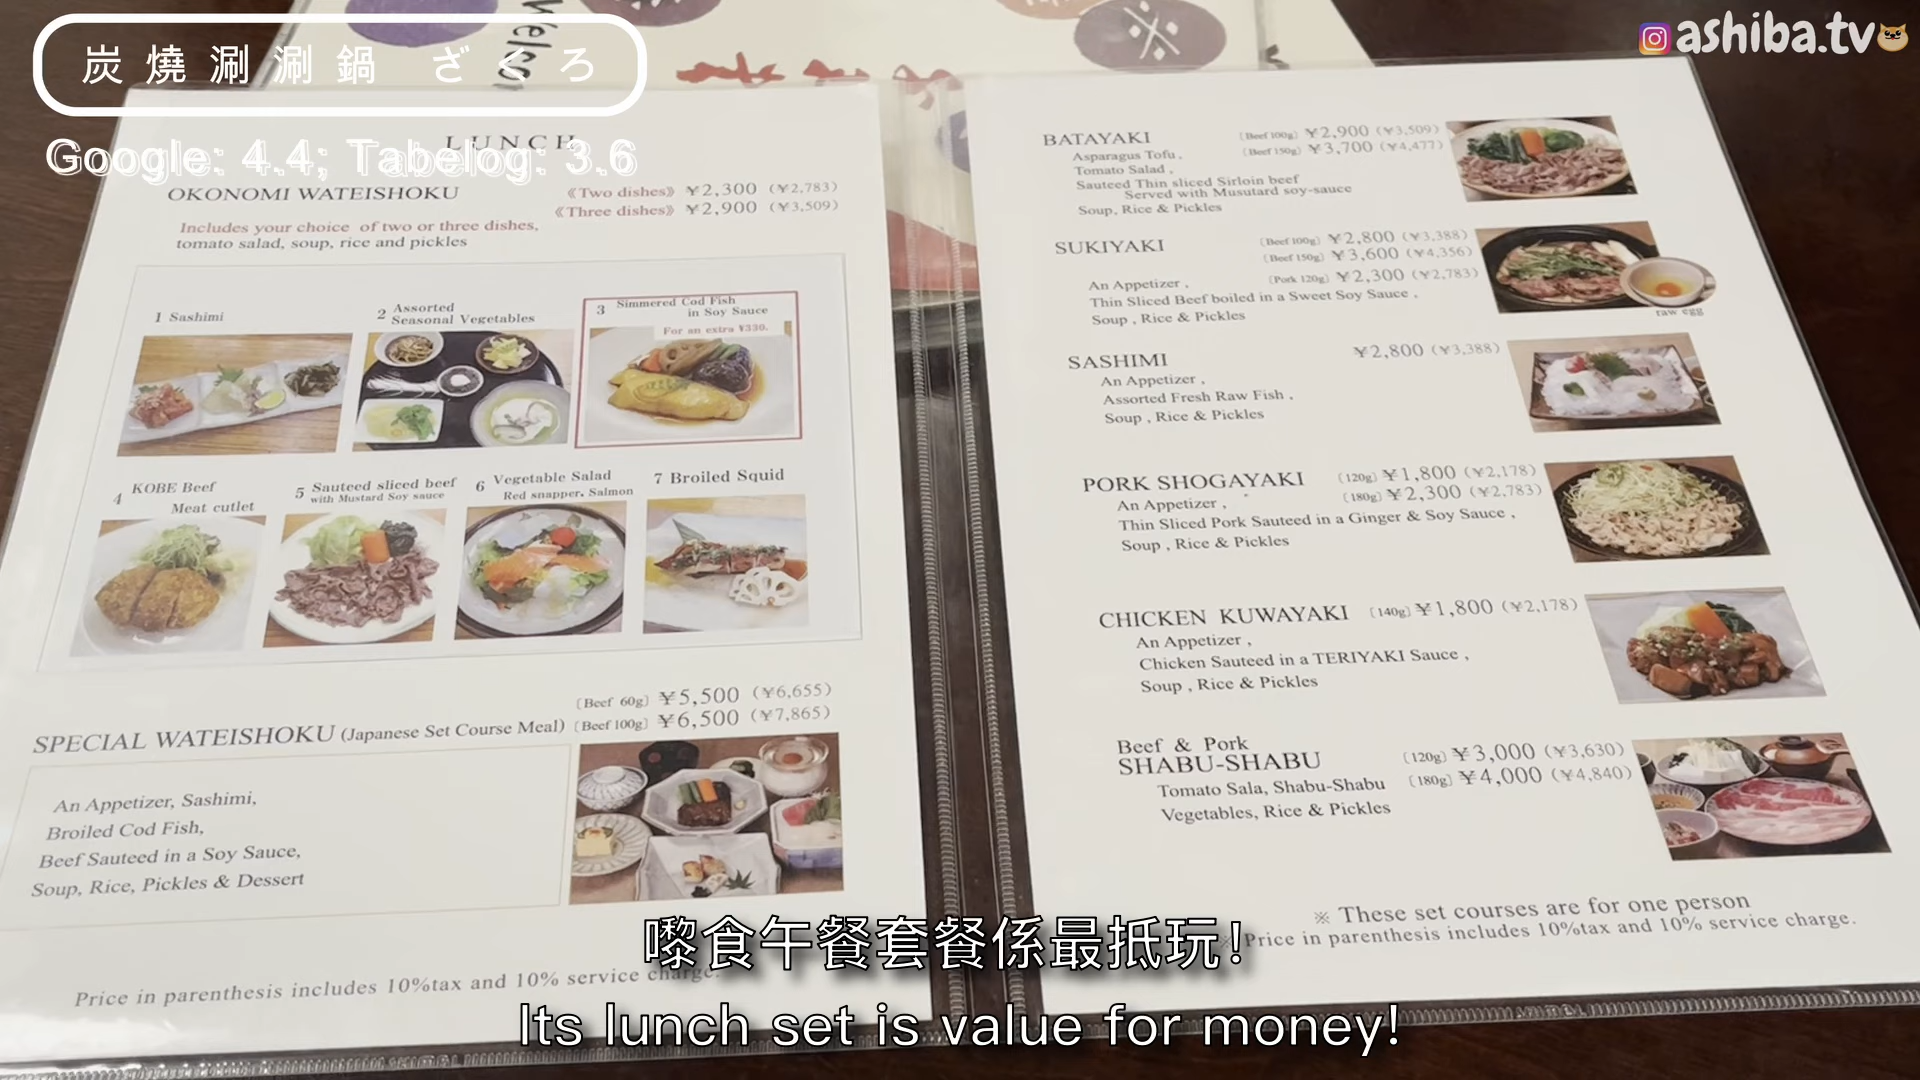 炭燒涮涮鍋 ざくろ
Google: 4.4; Tabelog: 3.6
ashiba.tv
LUNCH
OKONOMI WATEISHOKU
《Two dishes》 ¥2,300 (¥2,783)
《Three dishes》 ¥2,900 (¥3,509)
Includes your choice of two or three dishes,
tomato salad, soup, rice and pickles
1 Sashimi
2 Assorted
Seasonal Vegetables
3 Simmered Cod Fish
in Soy Sauce
For an extra ¥330.
4 KOBE Beef
Meat cutlet
5 Sauteed sliced beef
with Mustard Soy sauce
6 Vegetable Salad
Red snapper, Salmon
7 Broiled Squid
SPECIAL WATEISHOKU (Japanese Set Course Meal)
〔Beef 60g〕 ¥5,500 (¥6,655)
〔Beef 100g〕 ¥6,500 (¥7,865)
An Appetizer, Sashimi,
Broiled Cod Fish,
Beef Sauteed in a Soy Sauce,
Soup, Rice, Pickles & Dessert
Price in parenthesis includes 10%tax and 10% service charge.
BATAYAKI 〔Beef 100g〕 ¥2,900 (¥3,509)
〔Beef 150g〕 ¥3,700 (¥4,477)
Asparagus Tofu ,
Tomato Salad ,
Sauteed Thin sliced Sirloin beef
Served with Musutard soy-sauce
Soup, Rice & Pickles
SUKIYAKI 〔Beef 100g〕 ¥2,800 (¥3,388)
〔Beef 150g〕 ¥3,600 (¥4,356)
〔Pork 120g〕 ¥2,300 (¥2,783)
An Appetizer ,
Thin Sliced Beef boiled in a Sweet Soy Sauce ,
Soup , Rice & Pickles
raw egg
SASHIMI ¥2,800 (¥3,388)
An Appetizer ,
Assorted Fresh Raw Fish ,
Soup , Rice & Pickles
PORK SHOGAYAKI 〔120g〕 ¥1,800 (¥2,178)
〔180g〕 ¥2,300 (¥2,783)
An Appetizer ,
Thin Sliced Pork Sauteed in a Ginger & Soy Sauce ,
Soup , Rice & Pickles
CHICKEN KUWAYAKI 〔140g〕 ¥1,800 (¥2,178)
An Appetizer ,
Chicken Sauteed in a TERIYAKI Sauce ,
Soup , Rice & Pickles
Beef & Pork
SHABU-SHABU 〔120g〕 ¥3,000 (¥3,630)
〔180g〕 ¥4,000 (¥4,840)
Tomato Sala, Shabu-Shabu
Vegetables, Rice & Pickles
※ These set courses are for one person
※ Price in parenthesis includes 10%tax and 10% service charge.
嚟食午餐套餐係最抵玩!
Its lunch set is value for money!